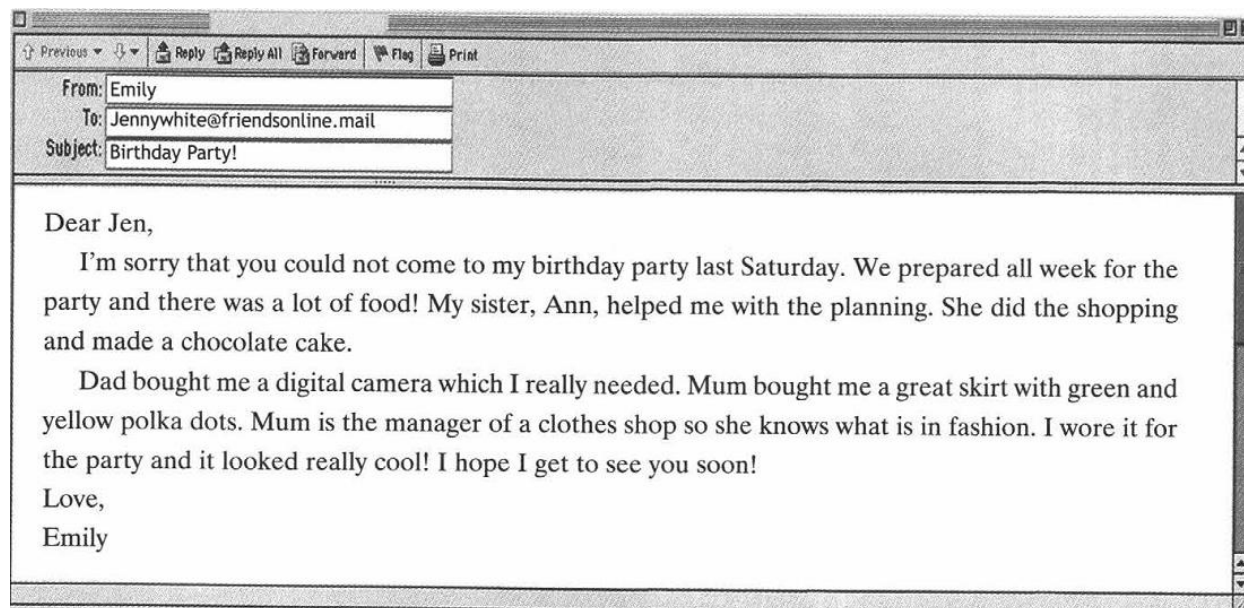 Previous Reply Reply All Forward Flag Print
From: Emily
To: Jennywhite@friendsonline.mail
Subject: Birthday Party!
Dear Jen,
I'm sorry that you could not come to my birthday party last Saturday. We prepared all week for the
party and there was a lot of food! My sister, Ann, helped me with the planning. She did the shopping
and made a chocolate cake.
Dad bought me a digital camera which I really needed. Mum bought me a great skirt with green and
yellow polka dots. Mum is the manager of a clothes shop so she knows what is in fashion. I wore it for
the party and it looked really cool! I hope I get to see you soon!
Love,
Emily